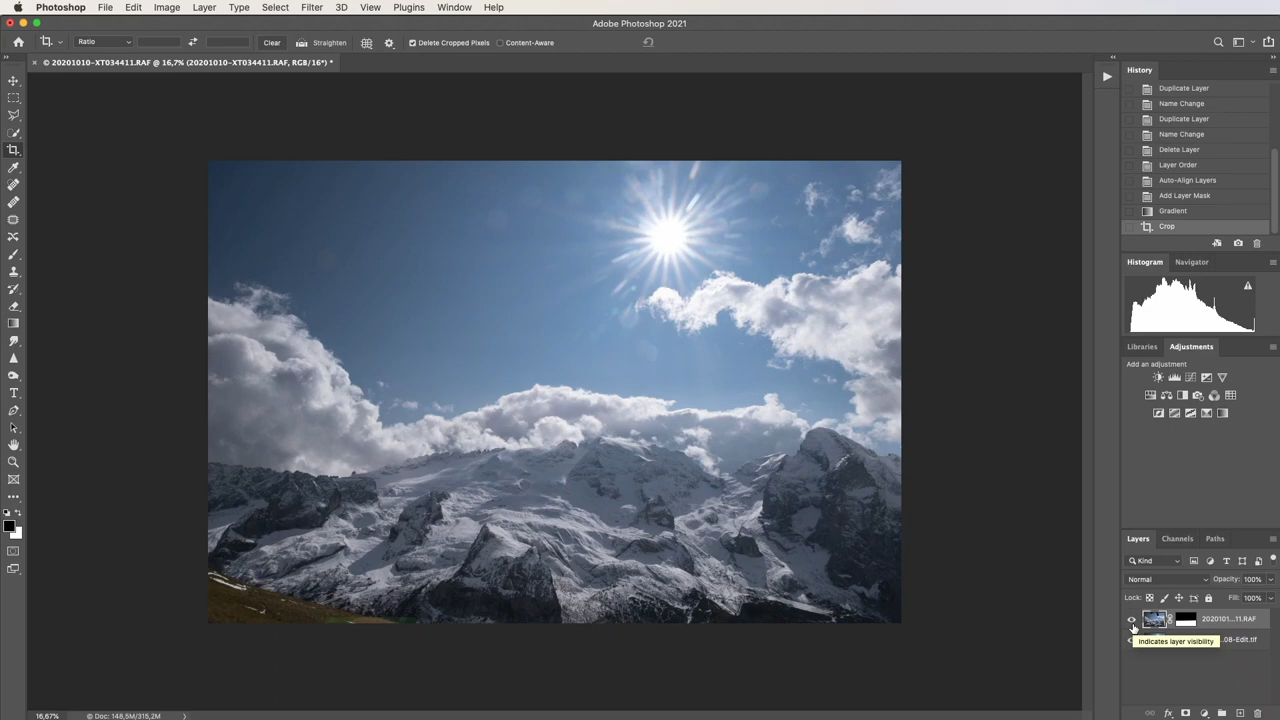 Photoshop File Edit Image Layer Type Select Filter 3D View Plugins Window Help
Adobe Photoshop 2021
Ratio Clear Straighten Delete Cropped Pixels Content-Aware
× © 20201010-XT034411.RAF @ 16,7% (20201010-XT034411.RAF, RGB/16*) *
History
Duplicate Layer
Name Change
Duplicate Layer
Name Change
Delete Layer
Layer Order
Auto-Align Layers
Add Layer Mask
Gradient
Crop
Histogram Navigator
Libraries Adjustments
Add an adjustment
Layers Channels Paths
Kind
Normal Opacity: 100%
Lock: Fill: 100%
2020101...11.RAF
Indicates layer visibility ...08-Edit.tif
16,67% © Doc: 148,5M/315,2M